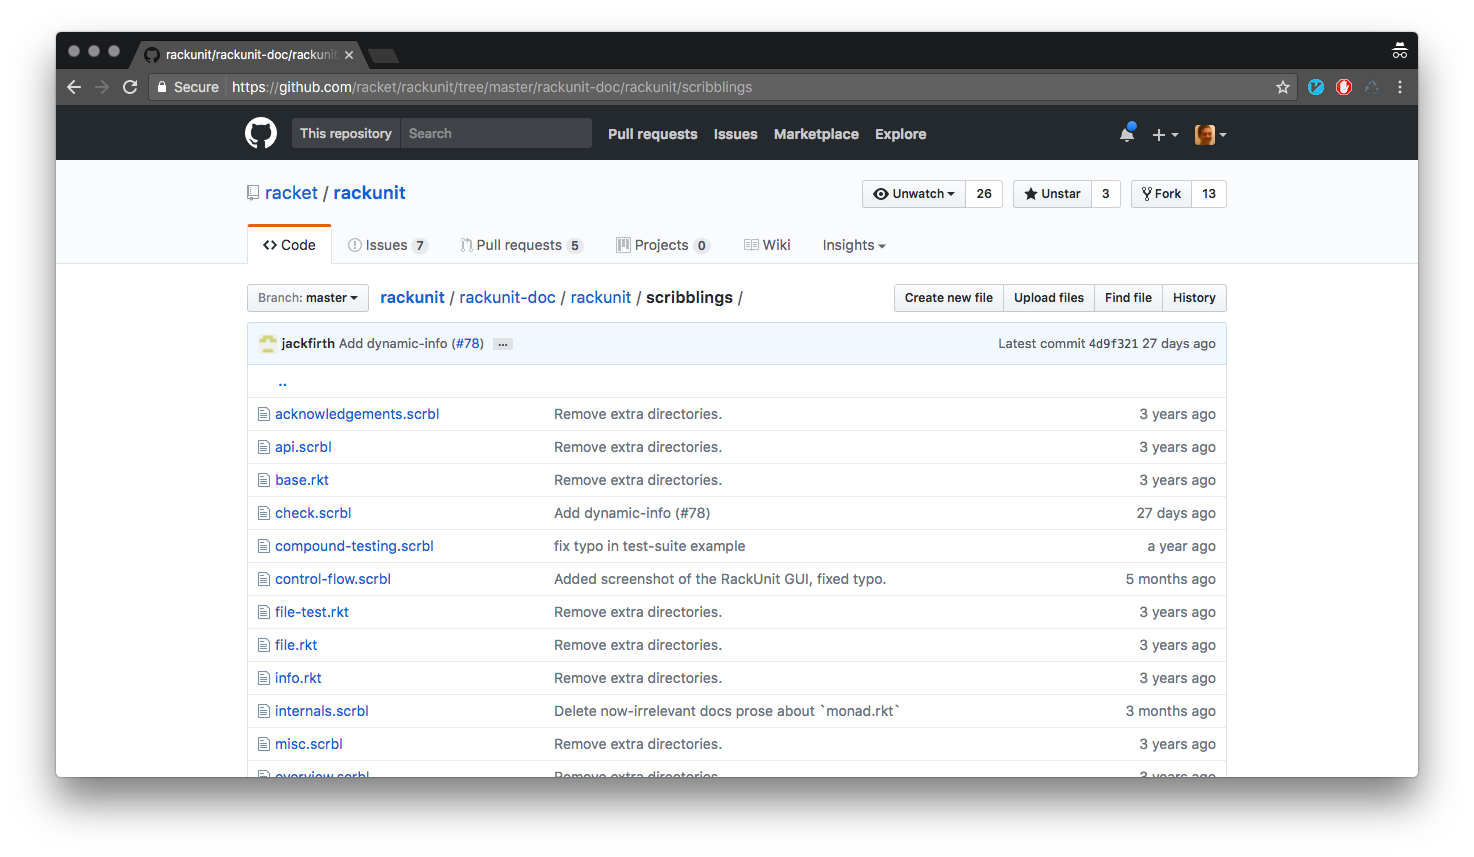 rackunit/rackunit-doc/rackunit
Secure https://github.com/racket/rackunit/tree/master/rackunit-doc/rackunit/scribblings
This repository Search Pull requests Issues Marketplace Explore
racket / rackunit Unwatch 26 Unstar 3 Fork 13
Code Issues 7 Pull requests 5 Projects 0 Wiki Insights
Branch: master rackunit / rackunit-doc / rackunit / scribblings / Create new file Upload files Find file History
jackfirth Add dynamic-info (#78) ... Latest commit 4d9f321 27 days ago
..
acknowledgements.scrbl Remove extra directories. 3 years ago
api.scrbl Remove extra directories. 3 years ago
base.rkt Remove extra directories. 3 years ago
check.scrbl Add dynamic-info (#78) 27 days ago
compound-testing.scrbl fix typo in test-suite example a year ago
control-flow.scrbl Added screenshot of the RackUnit GUI, fixed typo. 5 months ago
file-test.rkt Remove extra directories. 3 years ago
file.rkt Remove extra directories. 3 years ago
info.rkt Remove extra directories. 3 years ago
internals.scrbl Delete now-irrelevant docs prose about `monad.rkt` 3 months ago
misc.scrbl Remove extra directories. 3 years ago
overview.scrbl Remove extra directories. 3 years ago